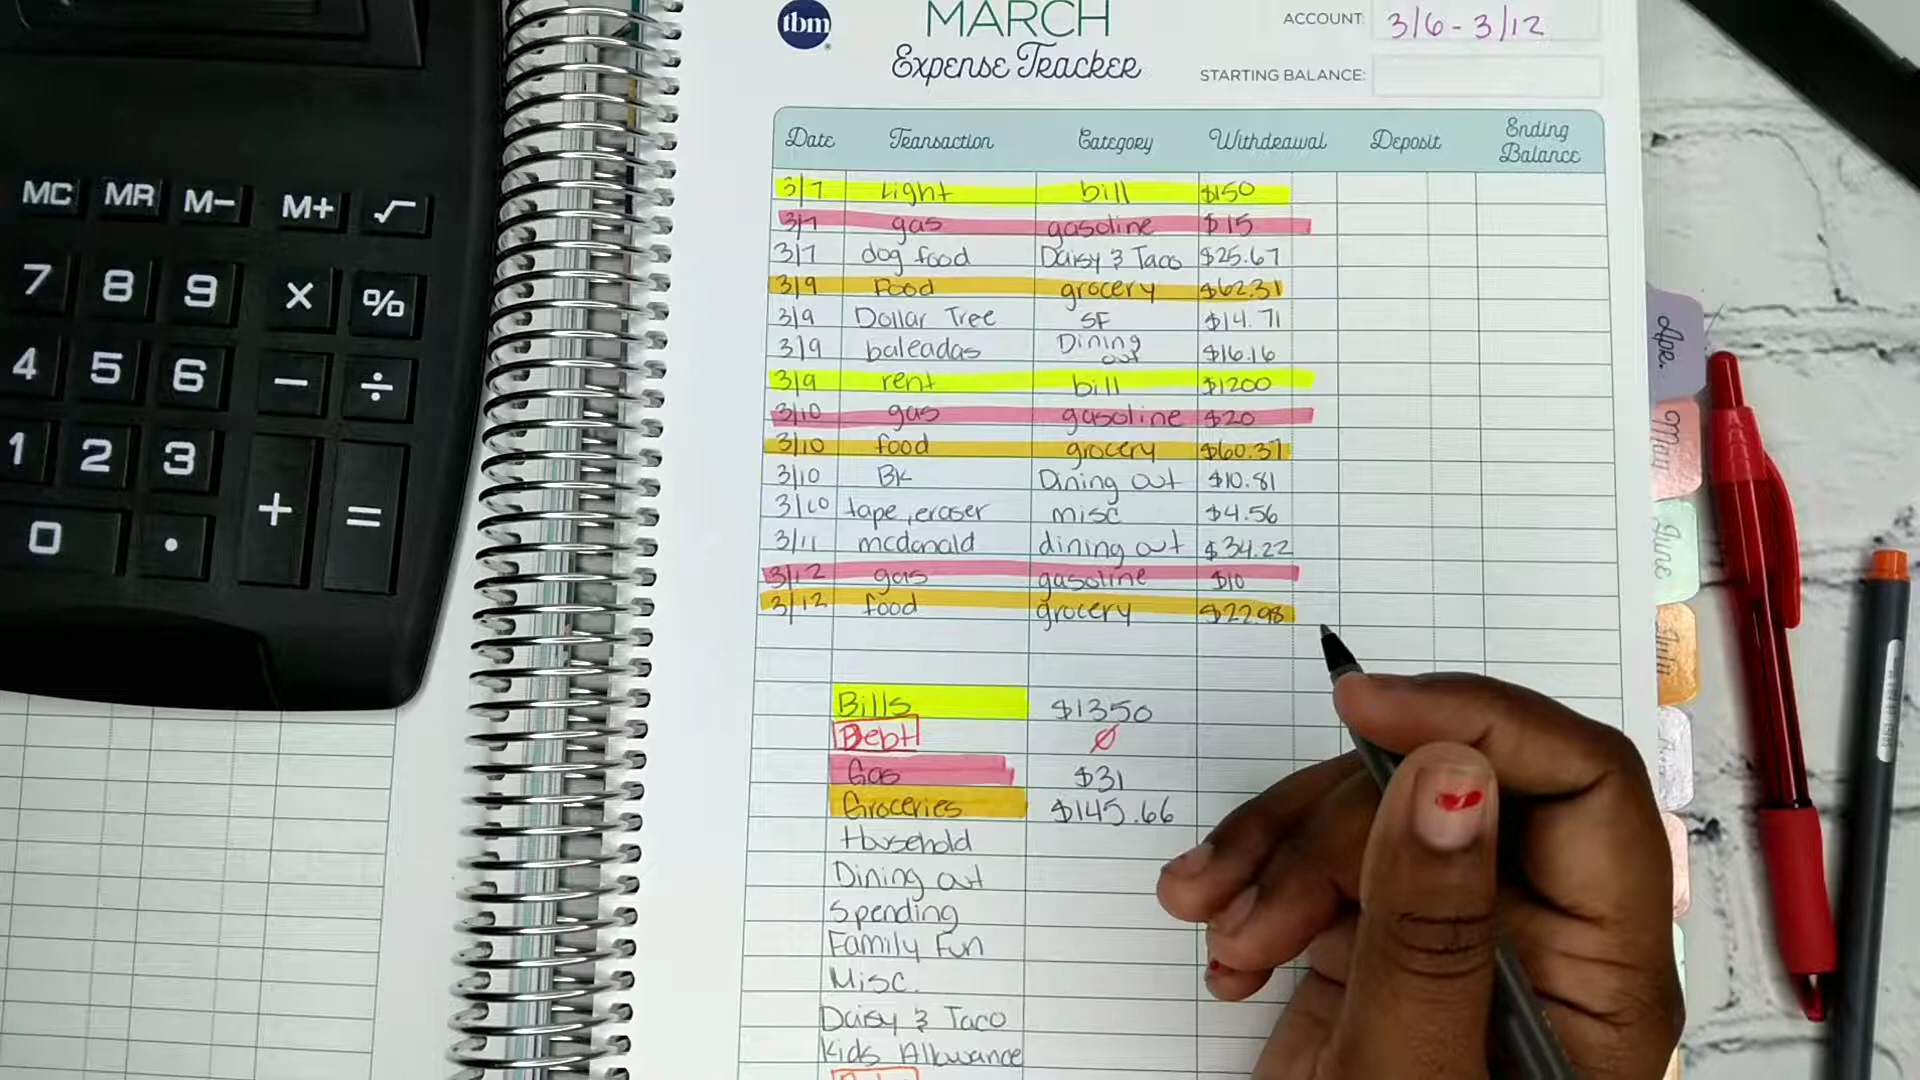 tbm
MARCH
Expense Tracker
ACCOUNT: 3/6 - 3/12
STARTING BALANCE:
Date Transaction Category Withdrawal Deposit Ending Balance
3/7 Light bill $150
3/7 gas gasoline $15
3/7 dog food Daisy & Taco $25.67
3/9 Food grocery $62.31
3/9 Dollar Tree SF $14.71
3/9 baleadas Dining out $16.16
3/9 rent bill $1200
3/10 gas gasoline $20
3/10 food grocery $60.37
3/10 BK Dining out $10.81
3/10 tape, eraser misc $4.56
3/11 mcdonald dining out $34.22
3/12 gas gasoline $10
3/12 food grocery $22.98
Bills $1350
Debt 0
Gas $31
Groceries $145.66
Household
Dining out
Spending
Family Fun
Misc.
Daisy & Taco
Kids Allowance
MC MR M- M+ √
7 8 9 × %
4 5 6 − ÷
1 2 3 + =
0 .
Apr.
May
June
July